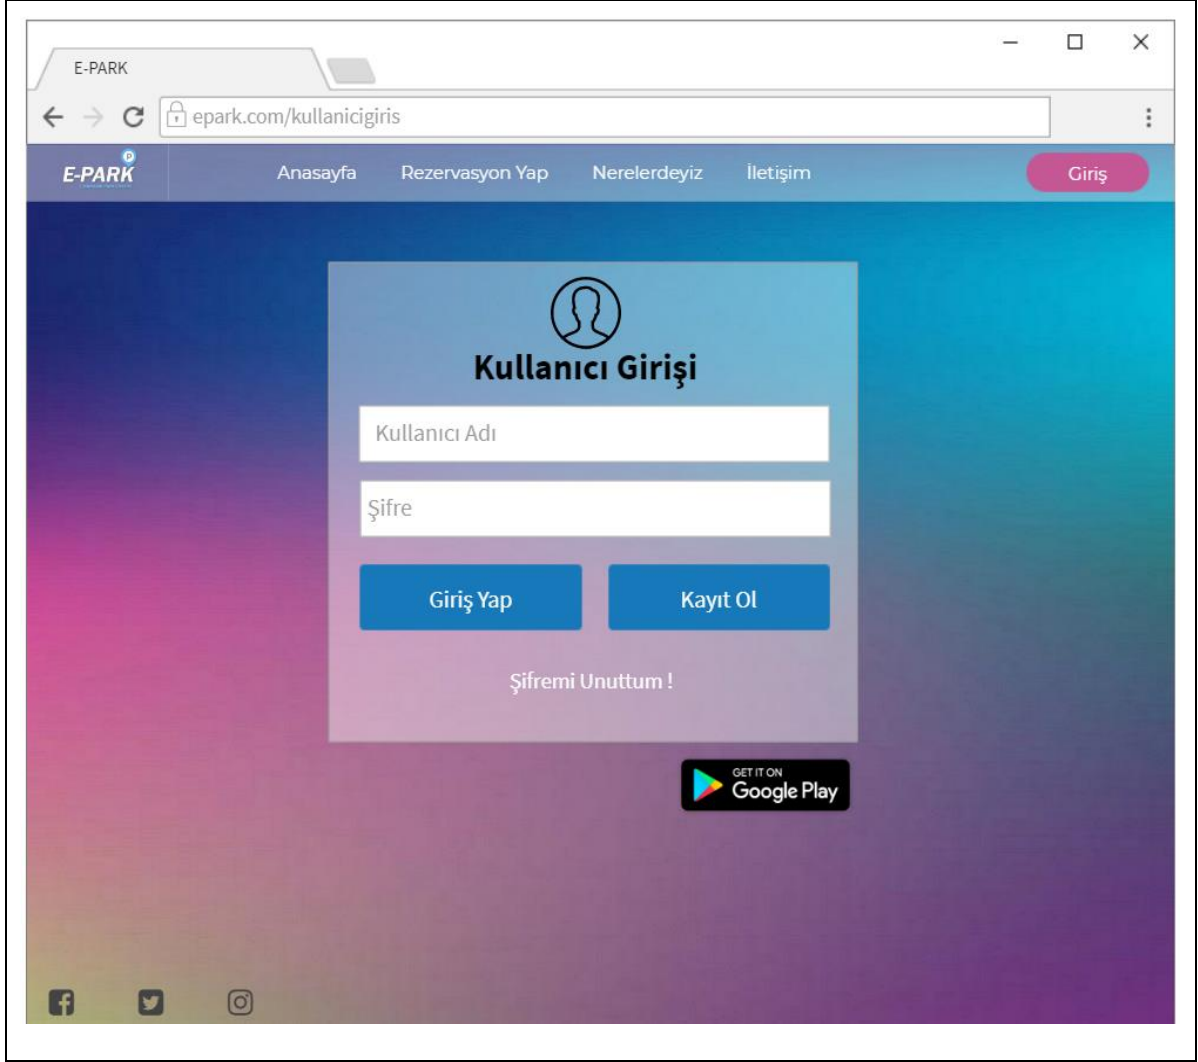 E-PARK
epark.com/kullanicigiris
E-PARK
P
Anasayfa
Rezervasyon Yap
Nerelerdeyiz
İletişim
Giriş
Kullanıcı Girişi
Kullanıcı Adı
Şifre
Giriş Yap
Kayıt Ol
Şifremi Unuttum !
GET IT ON
Google Play